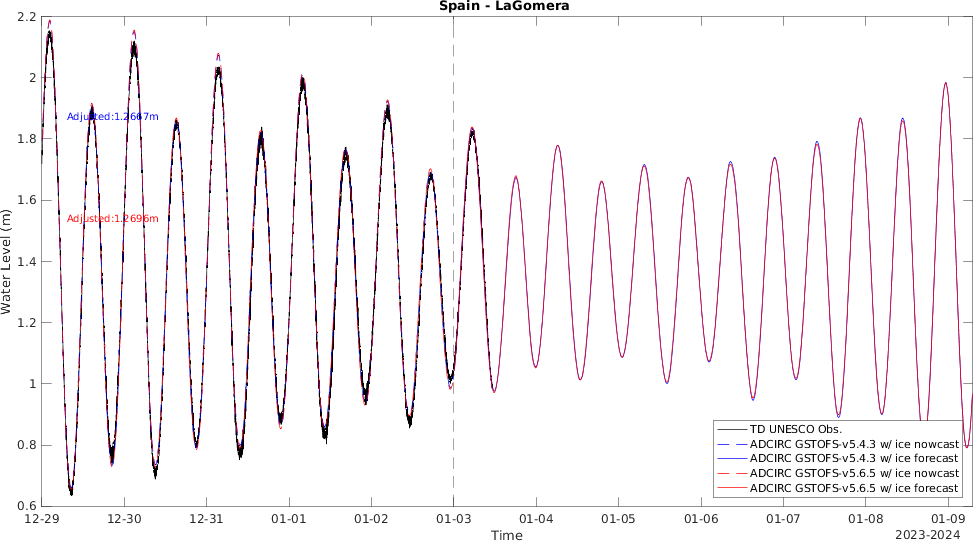 Spain - LaGomera
2.2
2
1.8
1.6
1.4
1.2
1
0.8
0.6
Water Level (m)
Adjusted:1.2667m
Adjusted:1.2696m
TD UNESCO Obs.
ADCIRC GSTOFS-v5.4.3 w/ ice nowcast
ADCIRC GSTOFS-v5.4.3 w/ ice forecast
ADCIRC GSTOFS-v5.6.5 w/ ice nowcast
ADCIRC GSTOFS-v5.6.5 w/ ice forecast
12-29 12-30 12-31 01-01 01-02 01-03 01-04 01-05 01-06 01-07 01-08 01-09
Time
2023-2024